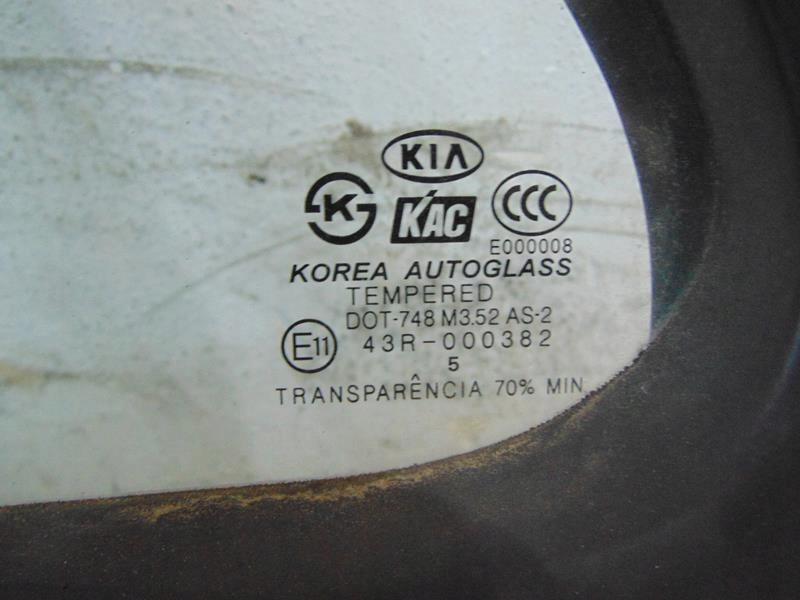 KIA
K KAC CCC
E000008
KOREA AUTOGLASS
TEMPERED
DOT-748 M3.52 AS-2
E11 43R-000382
5
TRANSPARÊNCIA 70% MIN